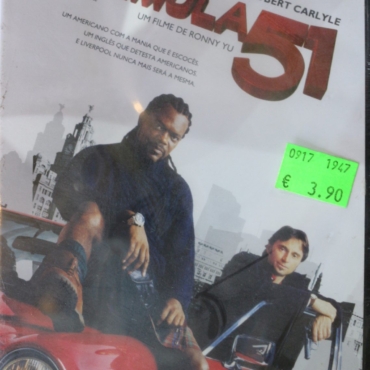 BERT CARLYLE
MULA
51
UM FILME DE RONNY YU
UM AMERICANO COM A MANIA QUE É ESCOCÊS.
UM INGLÊS QUE DETESTA AMERICANOS.
E LIVERPOOL NUNCA MAIS SERÁ A MESMA.
0917 1947
€ 3.90